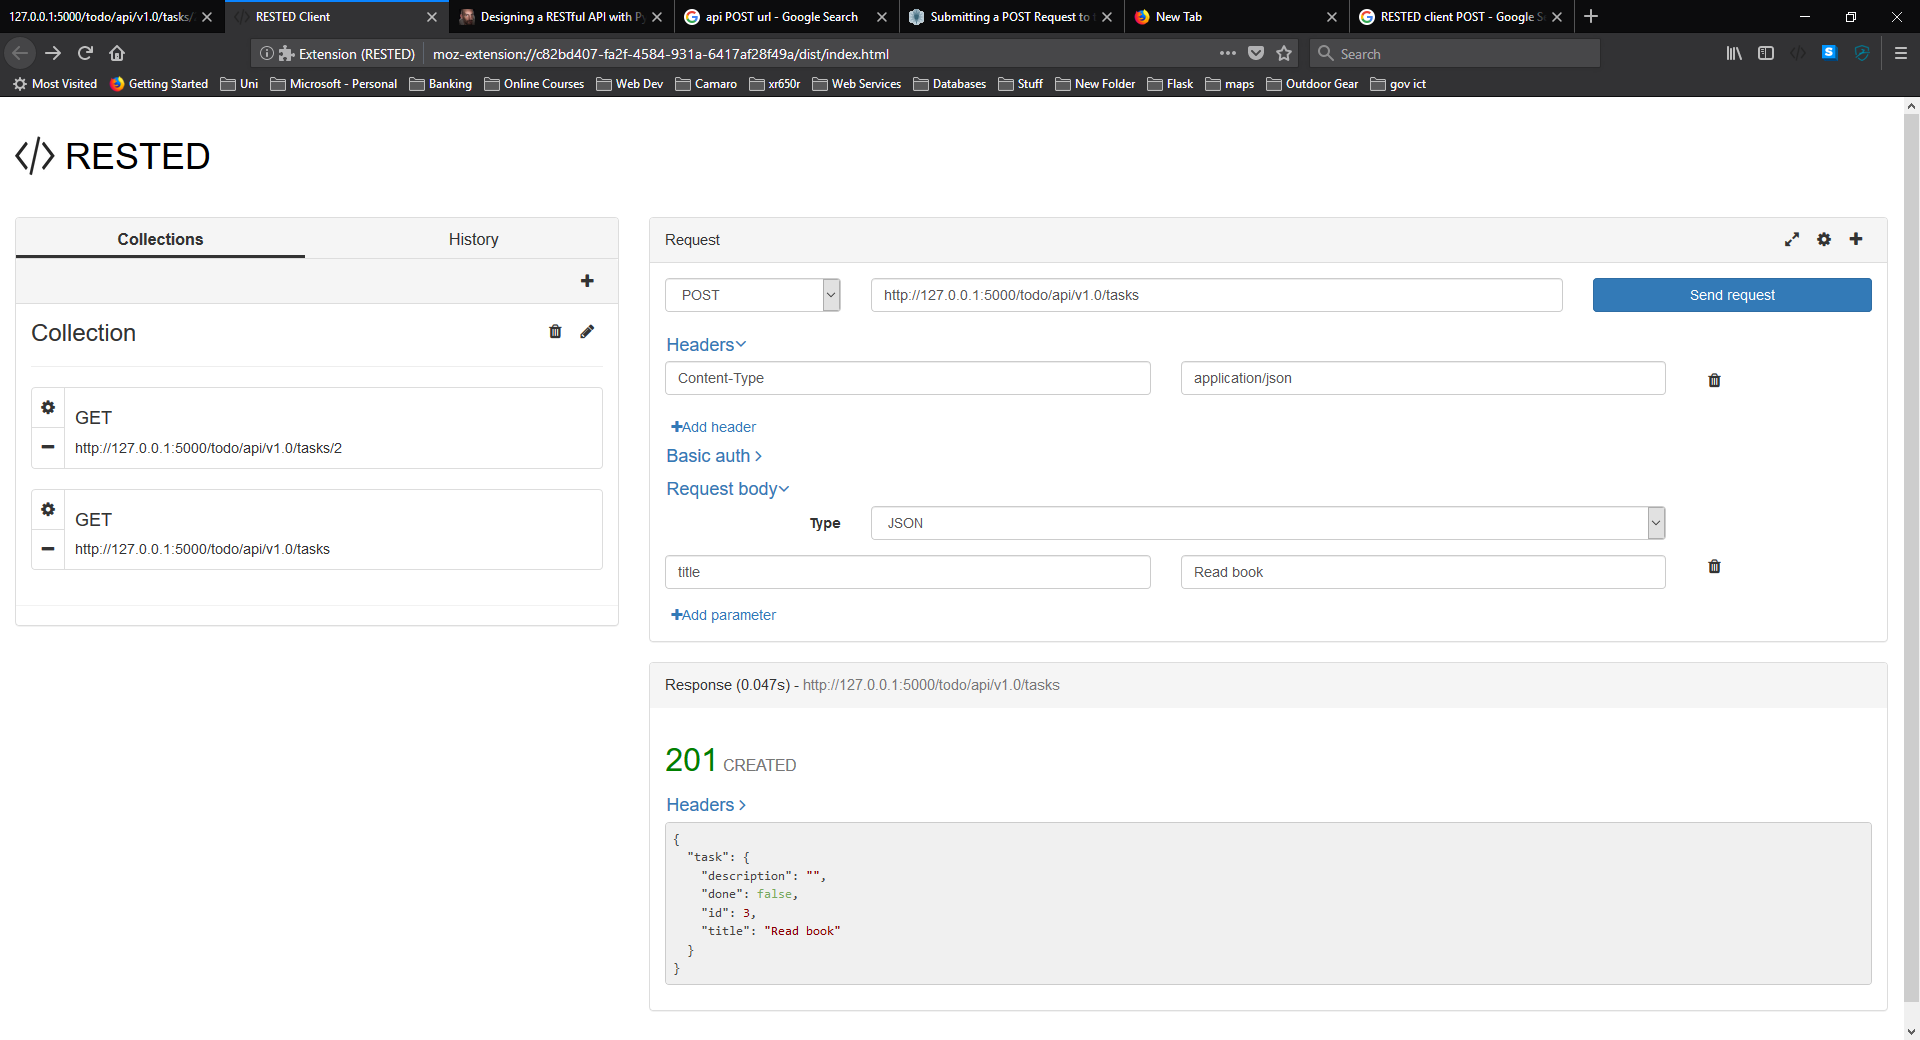 127.0.0.1:5000/todo/api/v1.0/tasks/
RESTED Client
Designing a RESTful API with Py
api POST url - Google Search
Submitting a POST Request to
New Tab
RESTED client POST - Google S
Extension (RESTED)
moz-extension://c82bd407-fa2f-4584-931a-6417af28f49a/dist/index.html
Search
Most Visited
Getting Started
Uni
Microsoft - Personal
Banking
Online Courses
Web Dev
Camaro
xr650r
Web Services
Databases
Stuff
New Folder
Flask
maps
Outdoor Gear
gov ict
</> RESTED
Collections
History
Collection
GET
http://127.0.0.1:5000/todo/api/v1.0/tasks/2
GET
http://127.0.0.1:5000/todo/api/v1.0/tasks
Request
POST
http://127.0.0.1:5000/todo/api/v1.0/tasks
Send request
Headers
Content-Type
application/json
Add header
Basic auth
Request body
Type
JSON
title
Read book
Add parameter
Response (0.047s) - http://127.0.0.1:5000/todo/api/v1.0/tasks
201 CREATED
Headers
{
"task": {
"description": "",
"done": false,
"id": 3,
"title": "Read book"
}
}